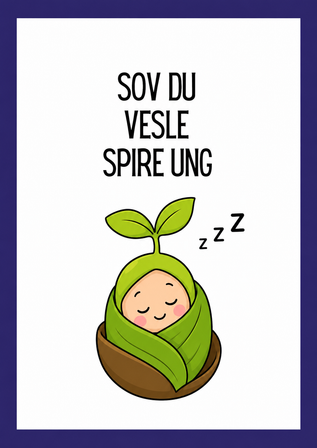 SOV DU
VESLE
SPIRE UNG
z z z